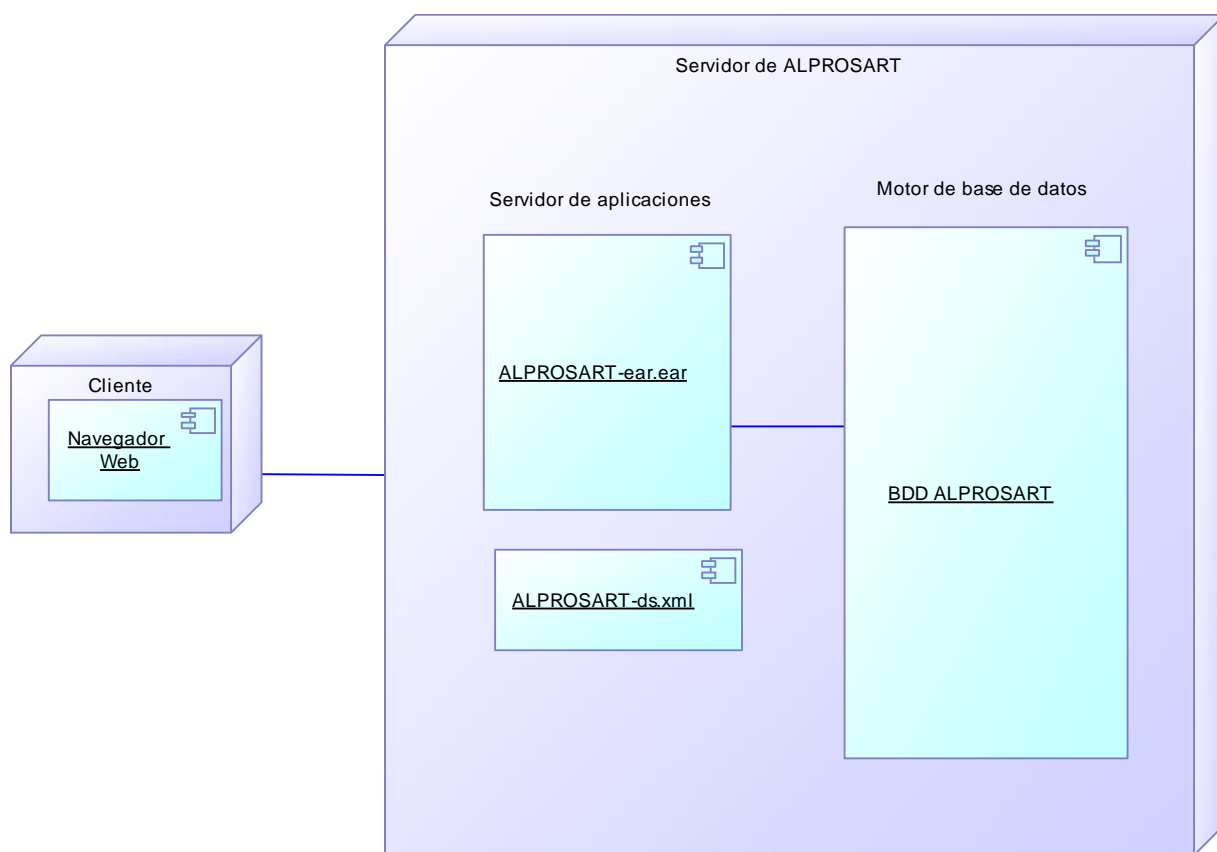 Servidor de ALPROSART
Servidor de aplicaciones
Motor de base de datos
ALPROSART-ear.ear
Cliente
Navegador
Web
BDD ALPROSART
ALPROSART-ds.xml